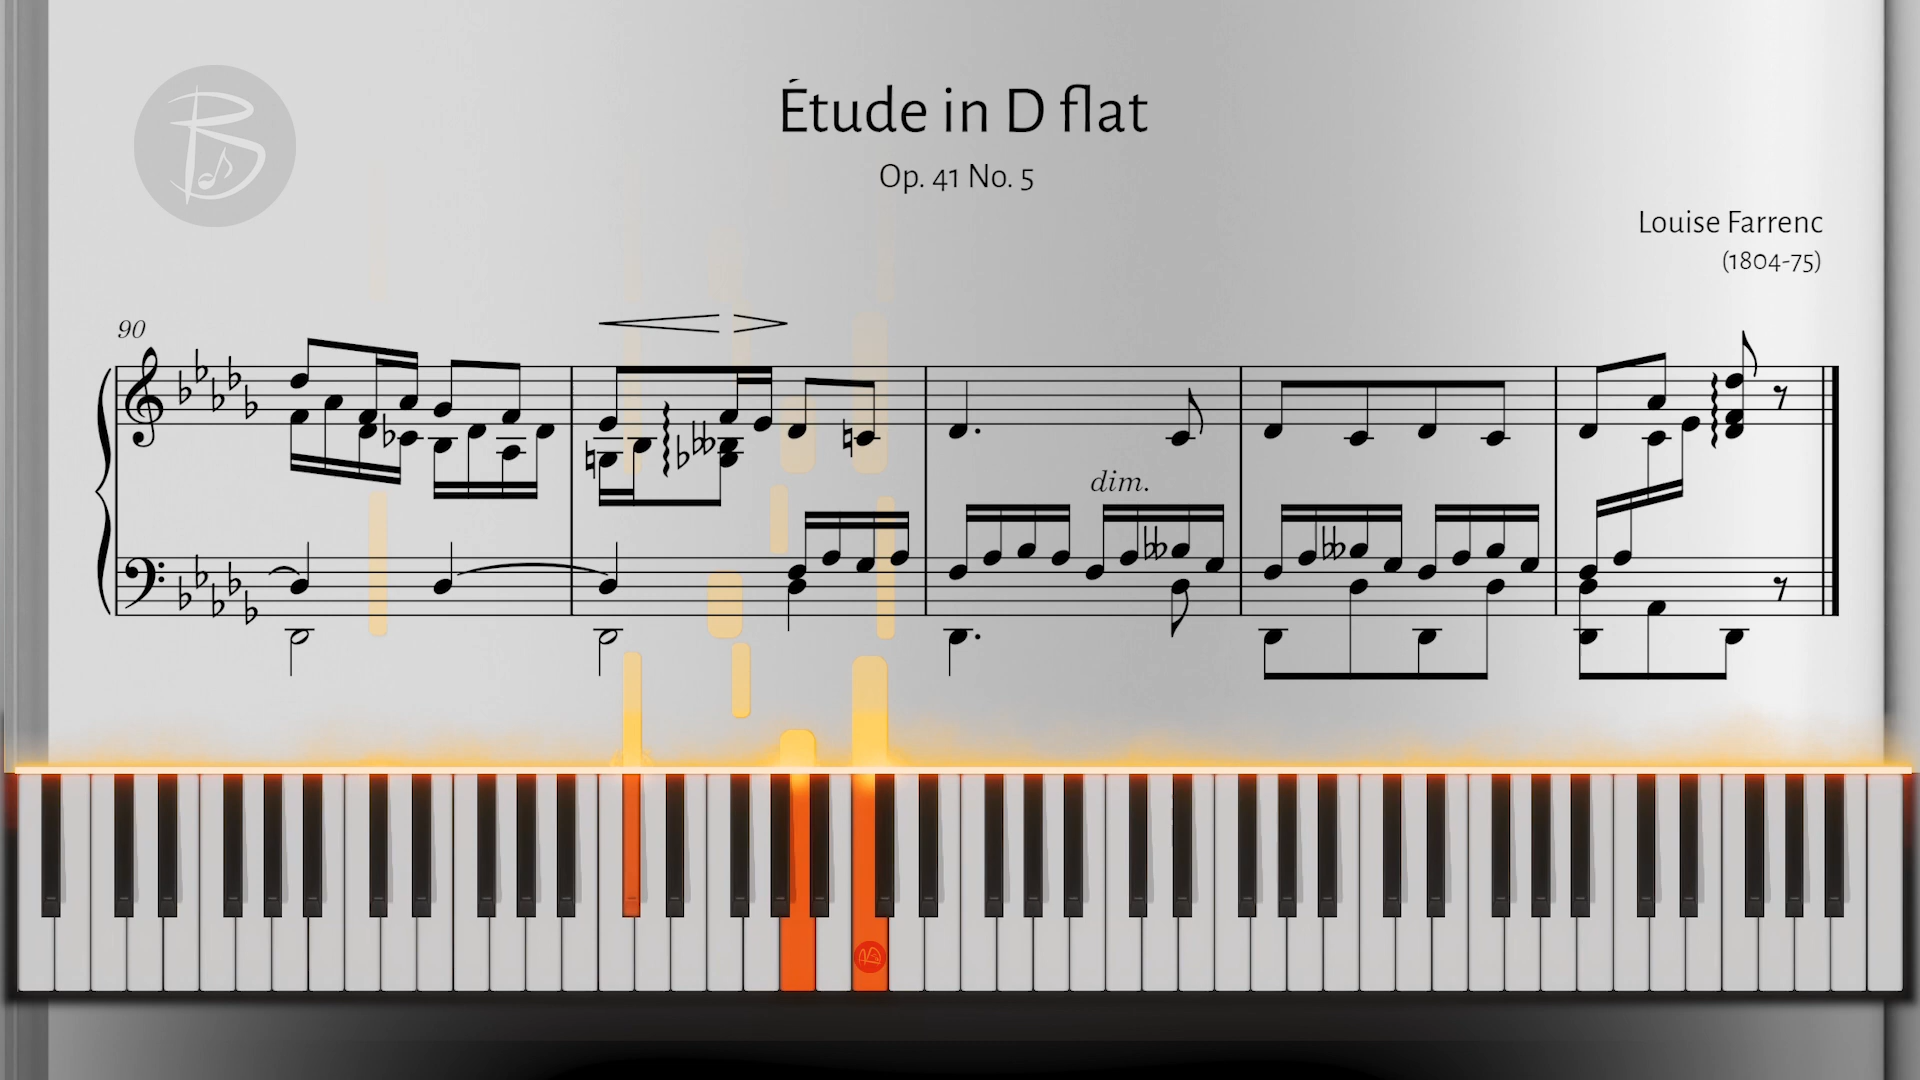 Étude in D flat
Op. 41 No. 5
Louise Farrenc
(1804-75)
90
dim.